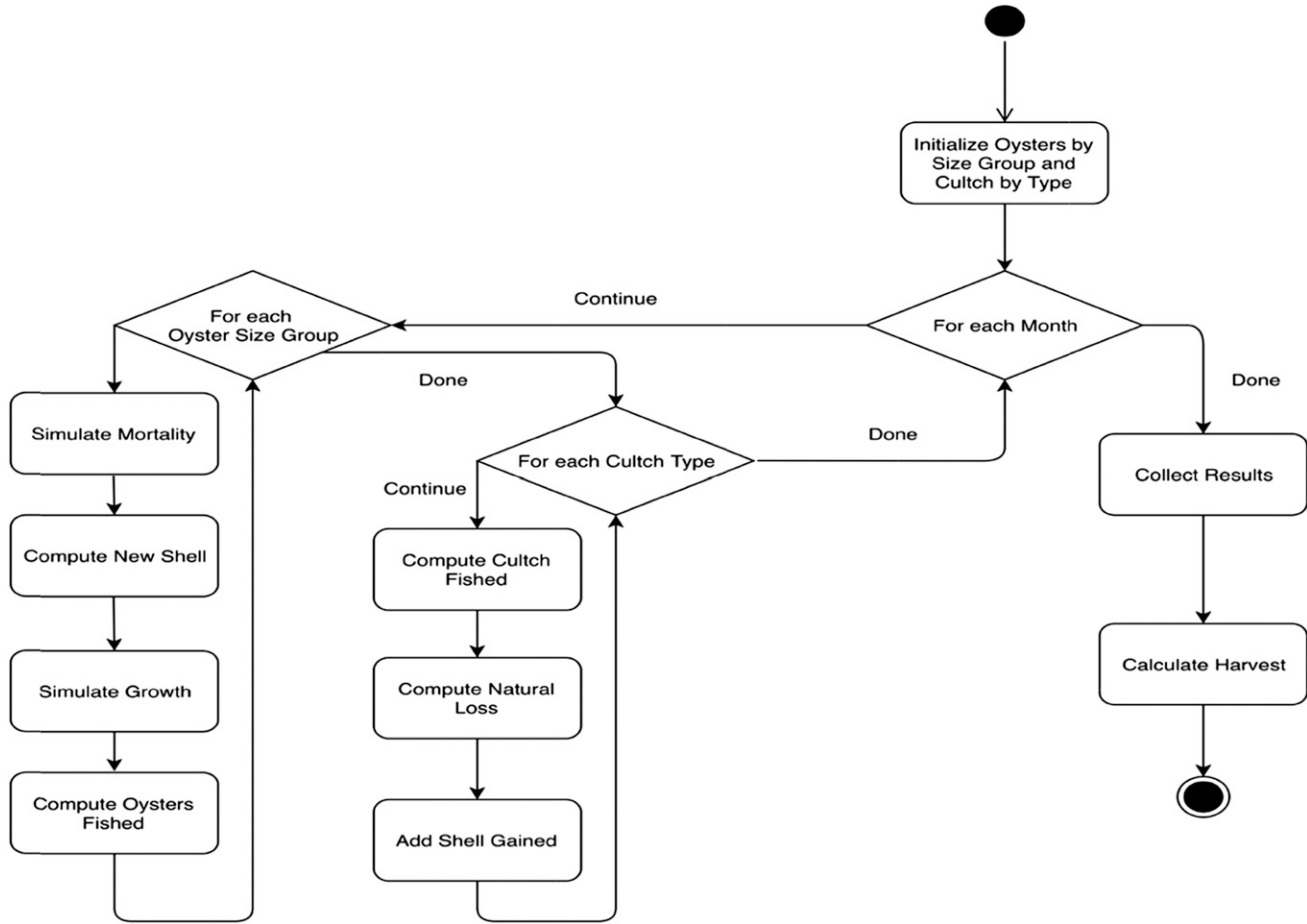 Initialize Oysters by
Size Group and
Cultch by Type
For each Month
Continue
Done
For each
Oyster Size Group
Done
Simulate Mortality
Compute New Shell
Simulate Growth
Compute Oysters
Fished
For each Cultch Type
Continue
Done
Compute Cultch
Fished
Compute Natural
Loss
Add Shell Gained
Collect Results
Calculate Harvest